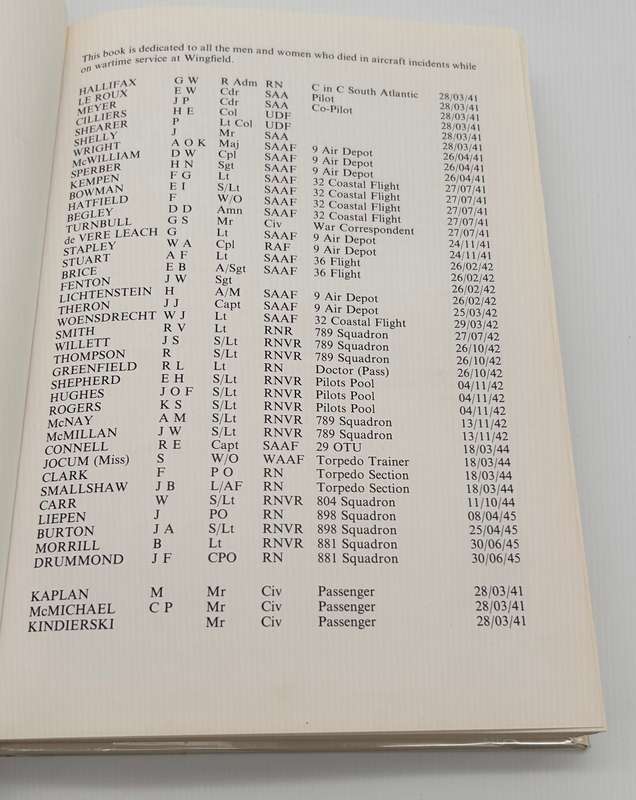 This book is dedicated to all the men and women who died in aircraft incidents while
on wartime service at Wingfield.
HALLIFAX G W R Adm RN C in C South Atlantic 28/03/41
LE ROUX E W Cdr SAA Pilot 28/03/41
MEYER J P Cdr SAA Co-Pilot 28/03/41
CILLIERS H E Col UDF 28/03/41
SHEARER P Lt Col UDF 28/03/41
SHELLY J Mr SAA 28/03/41
WRIGHT A O K Maj SAAF 9 Air Depot 26/04/41
McWILLIAM D W Cpl SAAF 9 Air Depot 26/04/41
SPERBER H N Sgt SAAF 9 Air Depot 26/04/41
KEMPEN F G Lt SAAF 32 Coastal Flight 27/07/41
BOWMAN E I S/Lt SAAF 32 Coastal Flight 27/07/41
HATFIELD F W/O SAAF 32 Coastal Flight 27/07/41
BEGLEY D D Amn SAAF 32 Coastal Flight 27/07/41
TURNBULL G S Mr Civ War Correspondent 27/07/41
de VERE LEACH G Lt SAAF 9 Air Depot 24/11/41
STAPLEY W A Cpl RAF 9 Air Depot 24/11/41
STUART A F Lt SAAF 36 Flight 26/02/42
BRICE E B A/Sgt SAAF 36 Flight 26/02/42
FENTON J W Sgt 26/02/42
LICHTENSTEIN H A/M SAAF 9 Air Depot 26/02/42
THERON J J Capt SAAF 9 Air Depot 25/03/42
WOENSDRECHT W J Lt SAAF 32 Coastal Flight 29/03/42
SMITH R V Lt RNR 789 Squadron 27/07/42
WILLETT J S S/Lt RNVR 789 Squadron 26/10/42
THOMPSON R S/Lt RNVR 789 Squadron 26/10/42
GREENFIELD R L Lt RN Doctor (Pass) 26/10/42
SHEPHERD E H S/Lt RNVR Pilots Pool 04/11/42
HUGHES J O F S/Lt RNVR Pilots Pool 04/11/42
ROGERS K S S/Lt RNVR Pilots Pool 04/11/42
McNAY A M S/Lt RNVR 789 Squadron 13/11/42
McMILLAN J W S/Lt RNVR 789 Squadron 13/11/42
CONNELL R E Capt SAAF 29 OTU 18/03/44
JOCUM (Miss) S W/O WAAF Torpedo Trainer 18/03/44
CLARK F P O RN Torpedo Section 18/03/44
SMALLSHAW J B L/AF RN Torpedo Section 18/03/44
CARR W S/Lt RNVR 804 Squadron 11/10/44
LIEPEN J PO RN 898 Squadron 08/04/45
BURTON J A S/Lt RNVR 898 Squadron 25/04/45
MORRILL B Lt RNVR 881 Squadron 30/06/45
DRUMMOND J F CPO RN 881 Squadron 30/06/45
KAPLAN M Mr Civ Passenger 28/03/41
McMICHAEL C P Mr Civ Passenger 28/03/41
KINDIERSKI Mr Civ Passenger 28/03/41